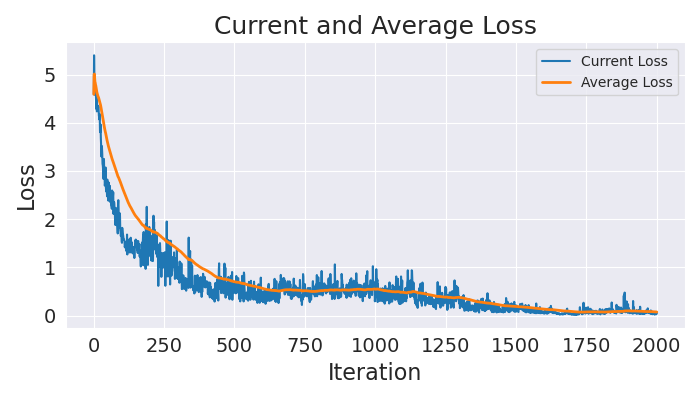 Current and Average Loss
Current Loss
Average Loss
5
4
3
2
1
0
Loss
0 250 500 750 1000 1250 1500 1750 2000
Iteration